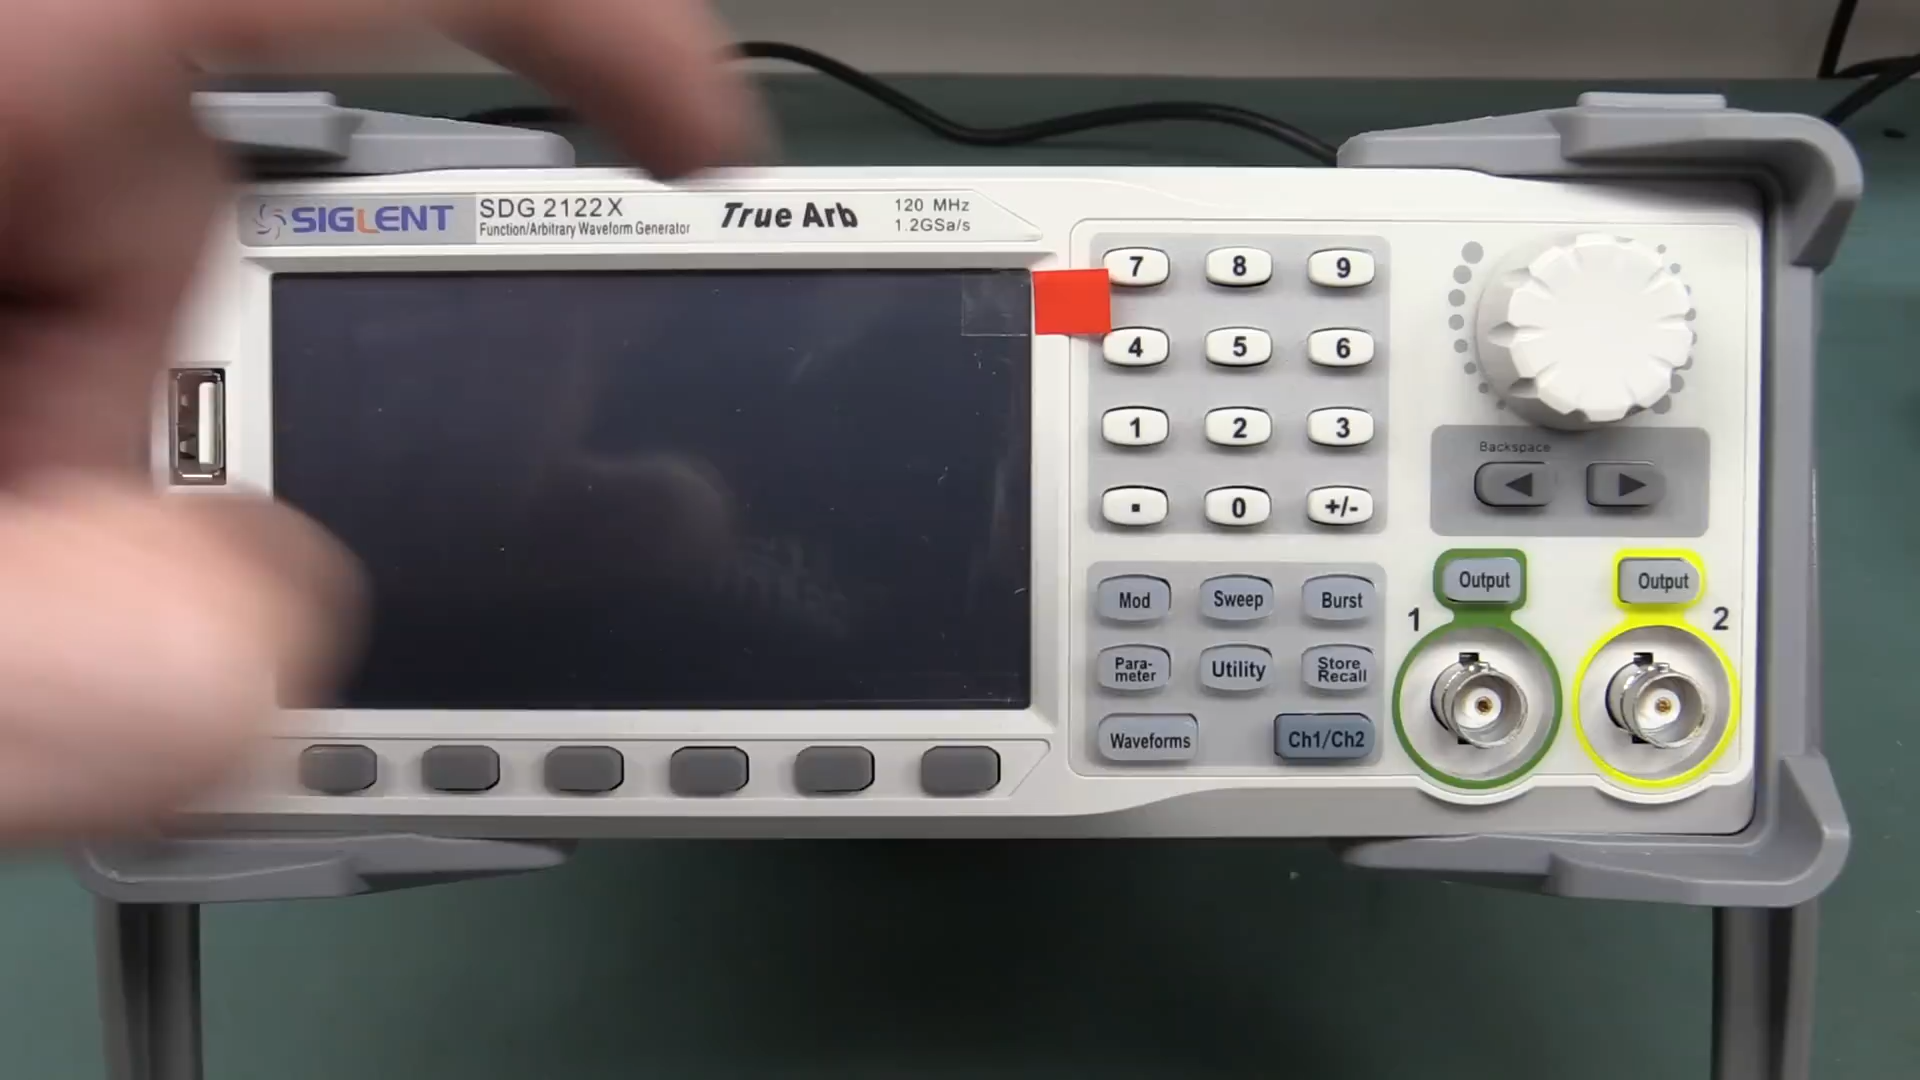 SIGLENT
SDG 2122X
Function/Arbitrary Waveform Generator
True Arb
120 MHz
1.2GSa/s
7 8 9
4 5 6
1 2 3
. 0 +/-
Backspace
Mod Sweep Burst
Para-
meter
Utility
Store
Recall
Waveforms Ch1/Ch2
Output Output
1 2